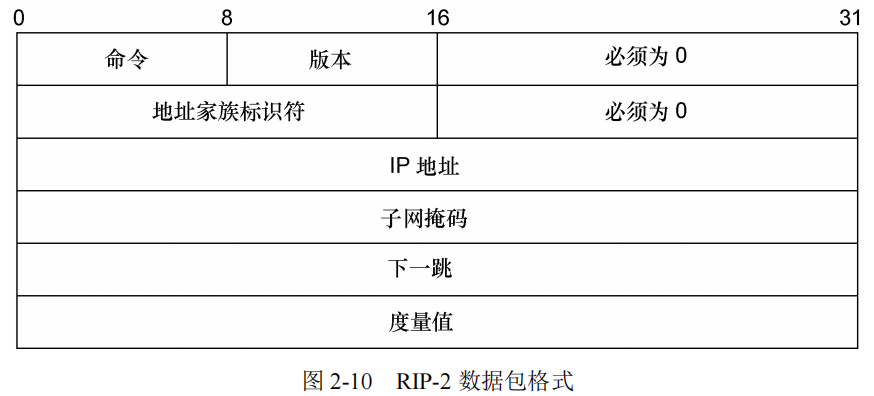 0 8 16 31
命令 版本 必须为 0
地址家族标识符 必须为 0
IP 地址
子网掩码
下一跳
度量值
图 2-10 RIP-2 数据包格式